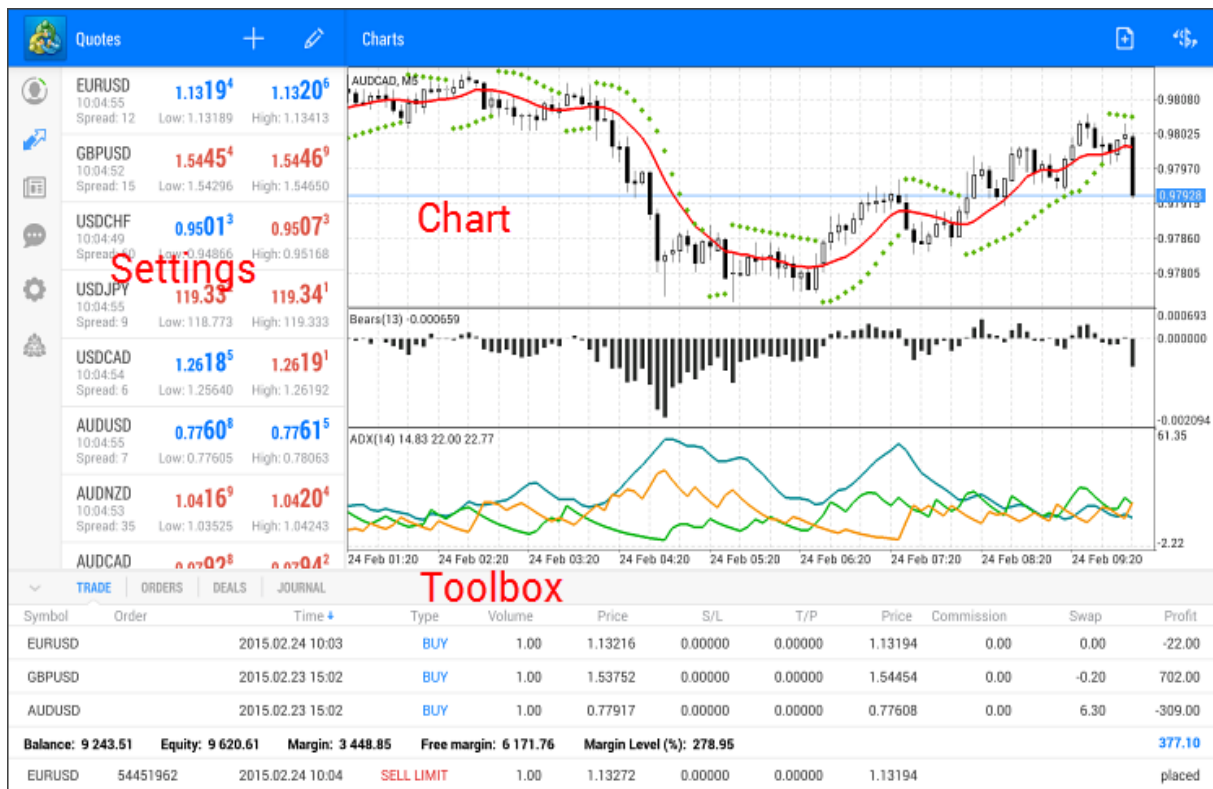 Quotes
Charts
EURUSD 1.13194 1.13206
10:04:55
Spread: 12 Low: 1.13189 High: 1.13413
GBPUSD 1.54454 1.54469
10:04:52
Spread: 15 Low: 1.54296 High: 1.54650
USDCHF 0.95013 0.95073
10:04:49
Spread: 60 Low: 0.94866 High: 0.95168
Settings
USDJPY 119.33 119.341
10:04:55
Spread: 9 Low: 118.773 High: 119.333
USDCAD 1.26185 1.26191
10:04:54
Spread: 6 Low: 1.25640 High: 1.26192
AUDUSD 0.77608 0.77615
10:04:55
Spread: 7 Low: 0.77605 High: 0.78063
AUDNZD 1.04169 1.04204
10:04:53
Spread: 35 Low: 1.03525 High: 1.04243
AUDCAD 0.97928 0.97942
AUDCAD, M5
Chart
0.98080
0.98025
0.97970
0.97928
0.97915
0.97860
0.97805
Bears(13) -0.000659
0.000693
0.000000
-0.002094
ADX(14) 14.83 22.00 22.77
61.35
2.22
24 Feb 01:20 24 Feb 02:20 24 Feb 03:20 24 Feb 04:20 24 Feb 05:20 24 Feb 06:20 24 Feb 07:20 24 Feb 08:20 24 Feb 09:20
TRADE ORDERS DEALS JOURNAL
Toolbox
Symbol Order Time Type Volume Price S/L T/P Price Commission Swap Profit
EURUSD 2015.02.24 10:03 BUY 1.00 1.13216 0.00000 0.00000 1.13194 0.00 0.00 -22.00
GBPUSD 2015.02.23 15:02 BUY 1.00 1.53752 0.00000 0.00000 1.54454 0.00 -0.20 702.00
AUDUSD 2015.02.23 15:02 BUY 1.00 0.77917 0.00000 0.00000 0.77608 0.00 6.30 -309.00
Balance: 9 243.51 Equity: 9 620.61 Margin: 3 448.85 Free margin: 6 171.76 Margin Level (%): 278.95 377.10
EURUSD 54451962 2015.02.24 10:04 SELL LIMIT 1.00 1.13272 0.00000 0.00000 1.13194 placed